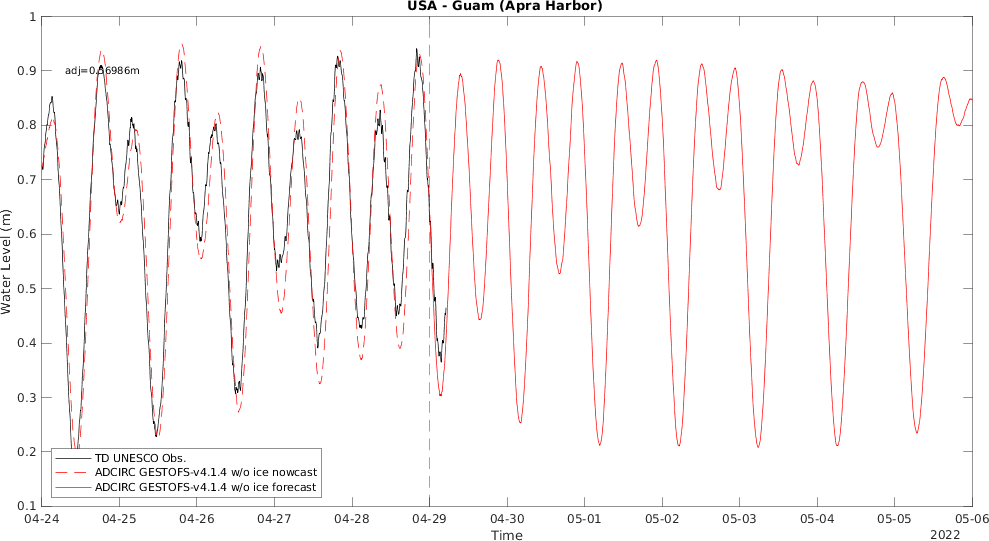 USA - Guam (Apra Harbor)
1
0.9
0.8
0.7
0.6
0.5
0.4
0.3
0.2
0.1
Water Level (m)
adj=0.36986m
TD UNESCO Obs.
ADCIRC GESTOFS-v4.1.4 w/o ice nowcast
ADCIRC GESTOFS-v4.1.4 w/o ice forecast
04-24 04-25 04-26 04-27 04-28 04-29 04-30 05-01 05-02 05-03 05-04 05-05 05-06
Time
2022